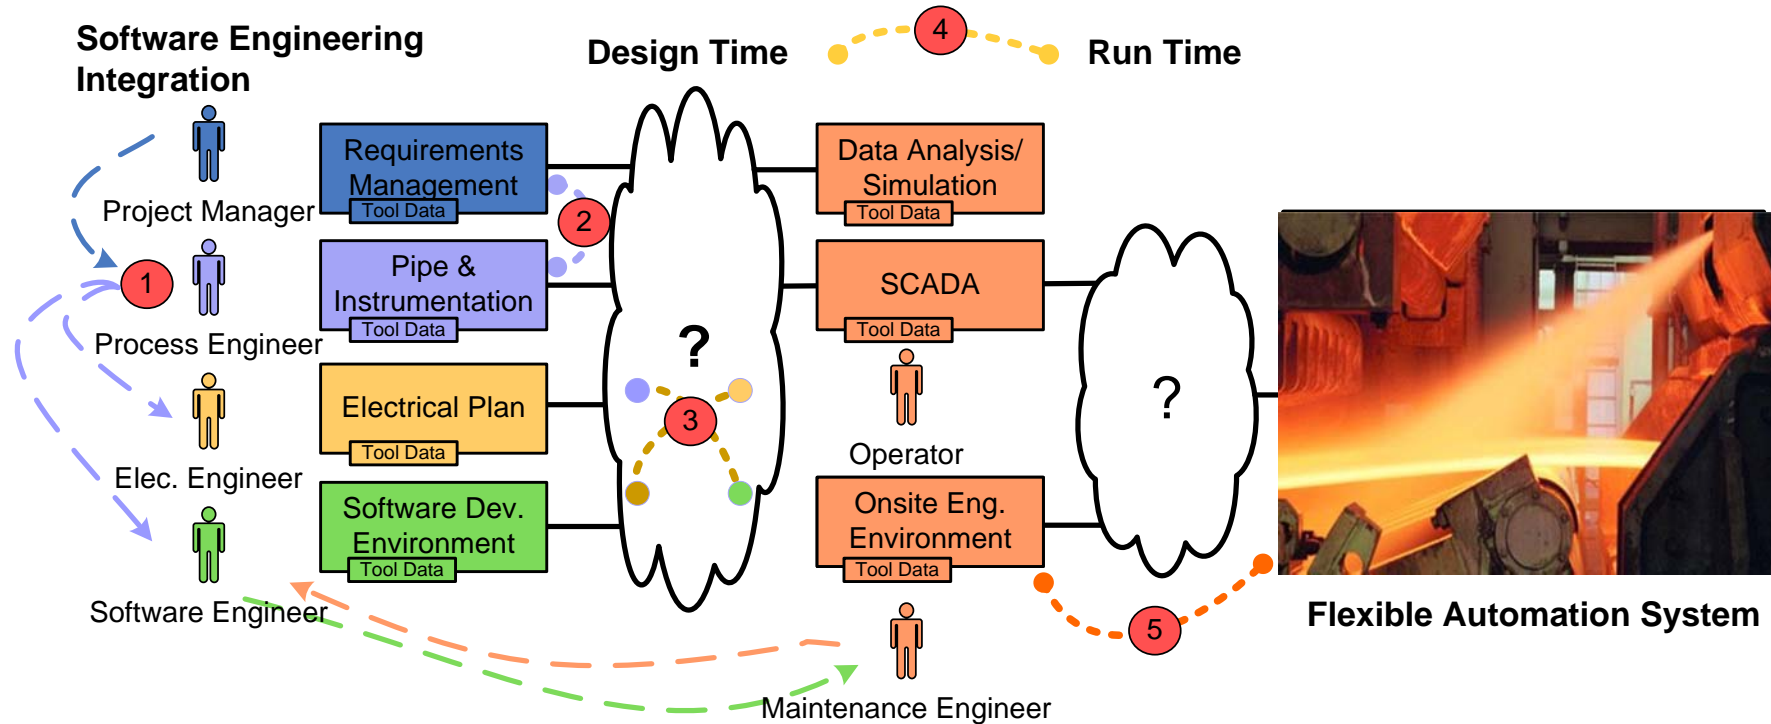 Software Engineering
Integration
Design Time
4
Run Time
Requirements
Management
Tool Data
Data Analysis/
Simulation
Tool Data
Project Manager
2
1
Pipe &
Instrumentation
Tool Data
SCADA
Tool Data
Process Engineer
?
?
Electrical Plan
Tool Data
3
Operator
Elec. Engineer
Software Dev.
Environment
Tool Data
Onsite Eng.
Environment
Tool Data
Software Engineer
5
Flexible Automation System
Maintenance Engineer